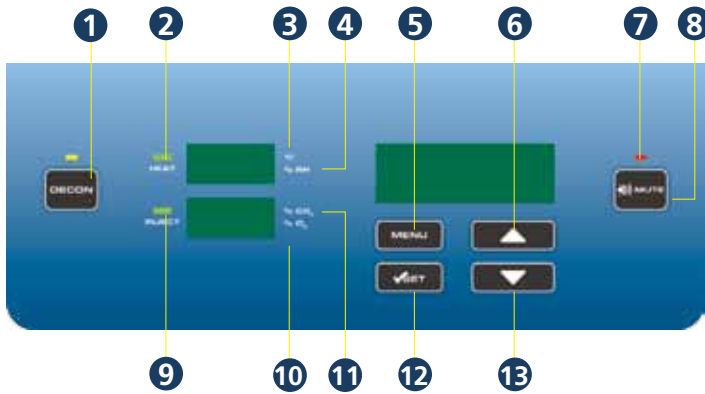 1 2 3 4 5 6 7 8
DECON
HEAT
°C
% RH
MUTE
INJECT
% CO₂
% O₂
MENU
✓SET
9 10 11 12 13